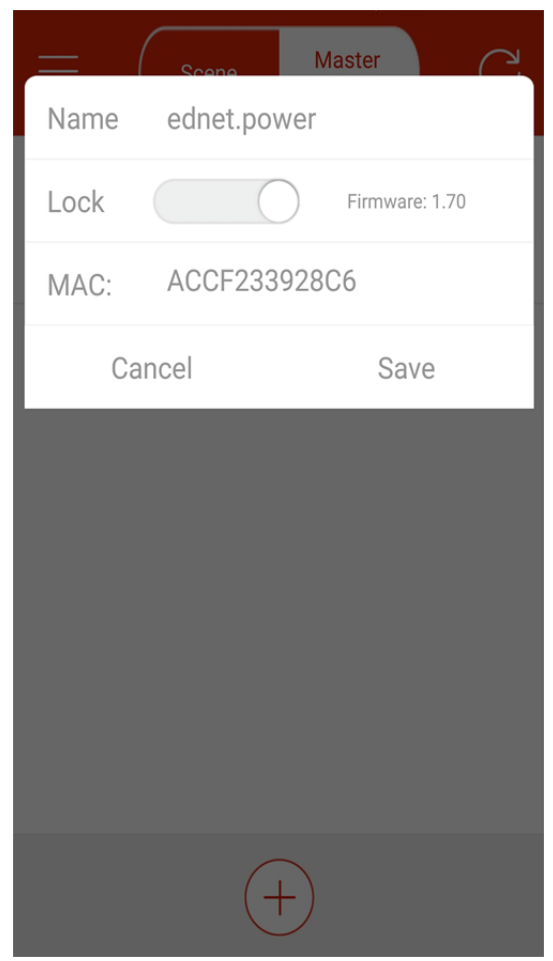 Scene
Master
Name ednet.power
Lock Firmware: 1.70
MAC: ACCF233928C6
Cancel Save